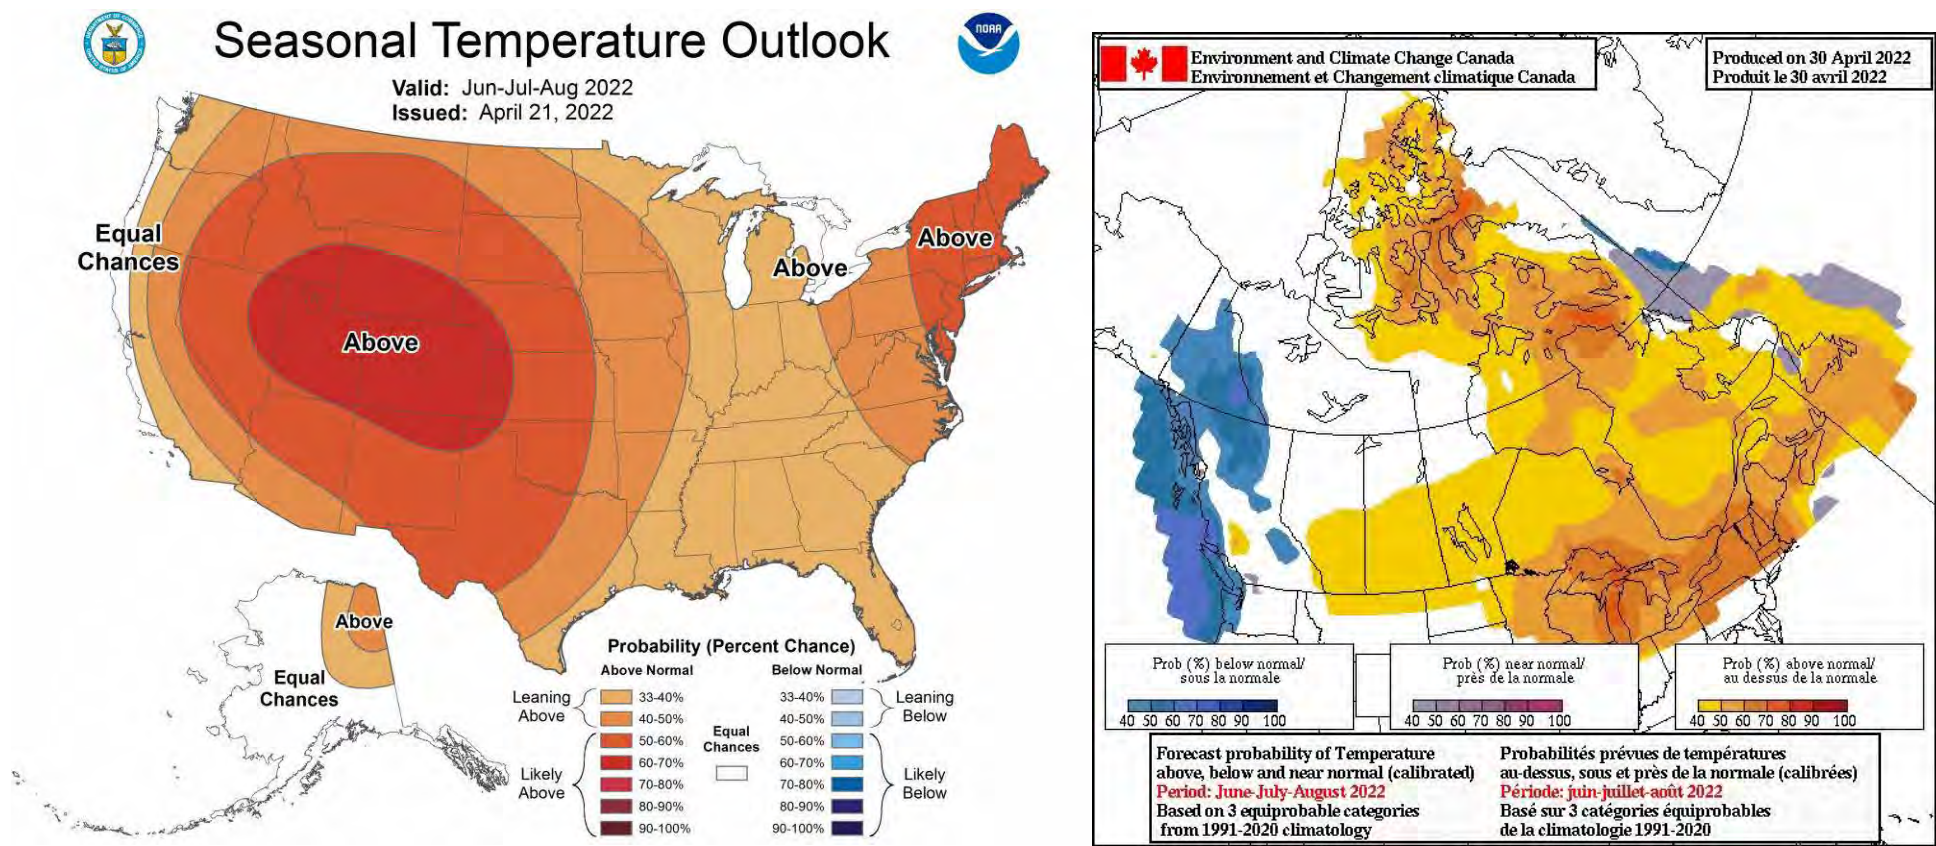 Seasonal Temperature Outlook
NOAA
Valid: Jun-Jul-Aug 2022
Issued: April 21, 2022
Equal
Chances
Above
Above
Above
Above
Equal
Chances
Probability (Percent Chance)
Above Normal
Below Normal
Leaning
Above
33-40%
40-50%
Likely
Above
50-60%
60-70%
70-80%
80-90%
90-100%
Equal
Chances
33-40%
40-50%
Leaning
Below
50-60%
60-70%
70-80%
80-90%
90-100%
Likely
Below
Environment and Climate Change Canada
Environnement et Changement climatique Canada
Produced on 30 April 2022
Produit le 30 avril 2022
Prob (%) below normal/
sous la normale
40 50 60 70 80 90 100
Prob (%) near normal/
près de la normale
40 50 60 70 80 90 100
Prob (%) above normal/
au dessus de la normale
40 50 60 70 80 90 100
Forecast probability of Temperature
above, below and near normal (calibrated)
Period: June-July-August 2022
Based on 3 equiprobable categories
from 1991-2020 climatology
Probabilités prévues de températures
au-dessus, sous et près de la normale (calibrées)
Période: juin-juillet-août 2022
Basé sur 3 catégories équiprobables
de la climatologie 1991-2020